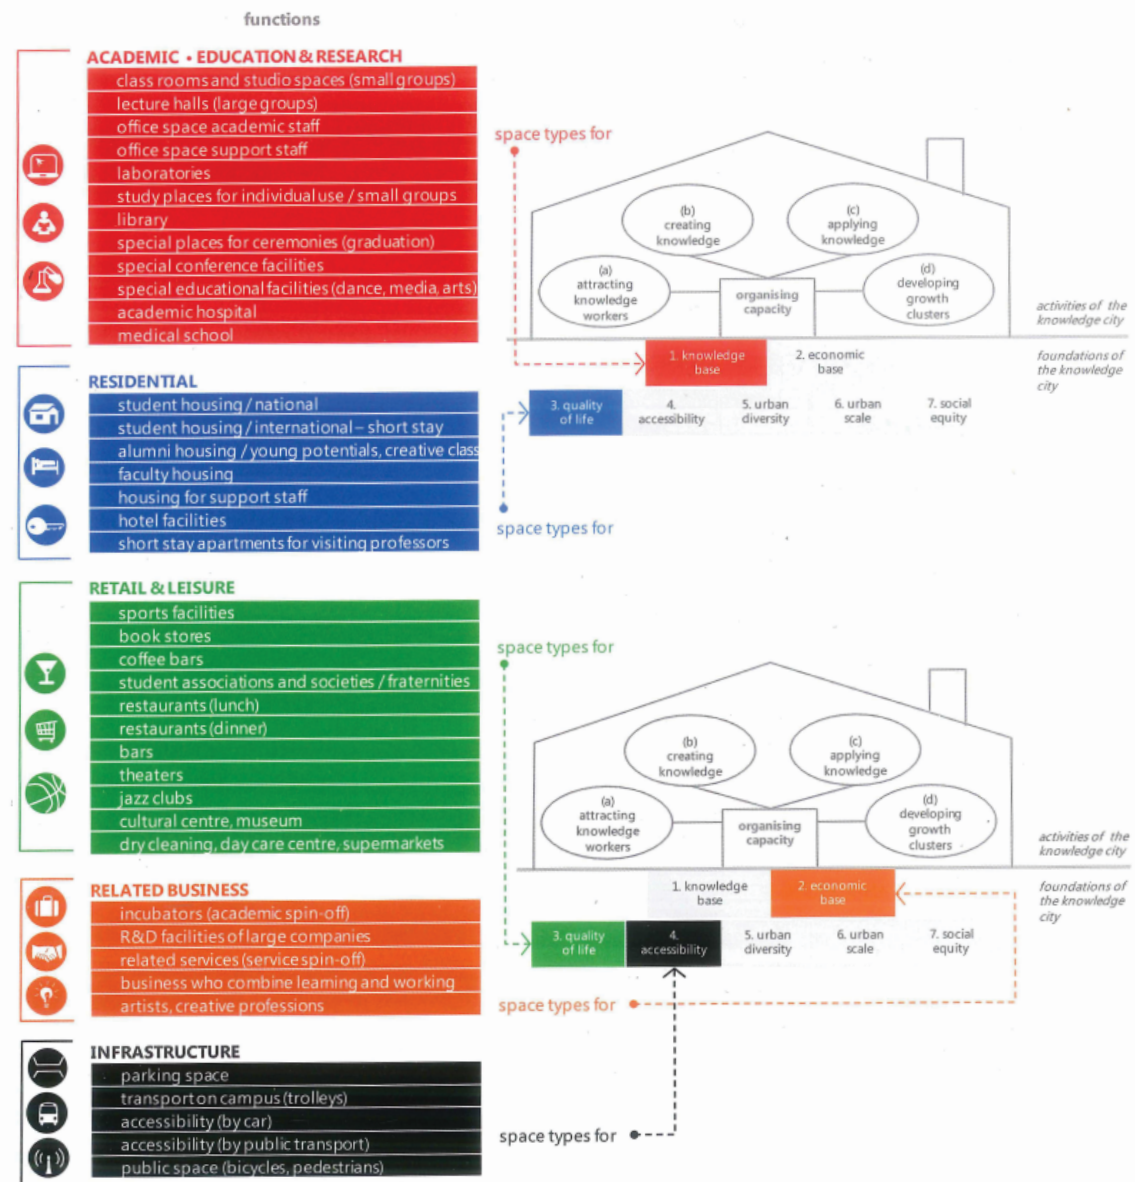 functions
ACADEMIC • EDUCATION & RESEARCH
class rooms and studio spaces (small groups)
lecture halls (large groups)
office space academic staff
office space support staff
laboratories
study places for individual use / small groups
library
special places for ceremonies (graduation)
special conference facilities
special educational facilities (dance, media, arts)
academic hospital
medical school
RESIDENTIAL
student housing / national
student housing / international – short stay
alumni housing / young potentials, creative class
faculty housing
housing for support staff
hotel facilities
short stay apartments for visiting professors
RETAIL & LEISURE
sports facilities
book stores
coffee bars
student associations and societies / fraternities
restaurants (lunch)
restaurants (dinner)
bars
theaters
jazz clubs
cultural centre, museum
dry cleaning, day care centre, supermarkets
RELATED BUSINESS
incubators (academic spin-off)
R&D facilities of large companies
related services (service spin-off)
business who combine learning and working
artists, creative professions
INFRASTRUCTURE
parking space
transport on campus (trolleys)
accessibility (by car)
accessibility (by public transport)
public space (bicycles, pedestrians)
space types for
(b)
creating
knowledge
(c)
applying
knowledge
(a)
attracting
knowledge
workers
organising
capacity
(d)
developing
growth
clusters
activities of the
knowledge city
1. knowledge
base
2. economic
base
foundations of
the knowledge
city
3. quality
of life
4.
accessibility
5. urban
diversity
6. urban
scale
7. social
equity
space types for
space types for
(b)
creating
knowledge
(c)
applying
knowledge
(a)
attracting
knowledge
workers
organising
capacity
(d)
developing
growth
clusters
activities of the
knowledge city
1. knowledge
base
2. economic
base
foundations of
the knowledge
city
3. quality
of life
4.
accessibility
5. urban
diversity
6. urban
scale
7. social
equity
space types for
space types for